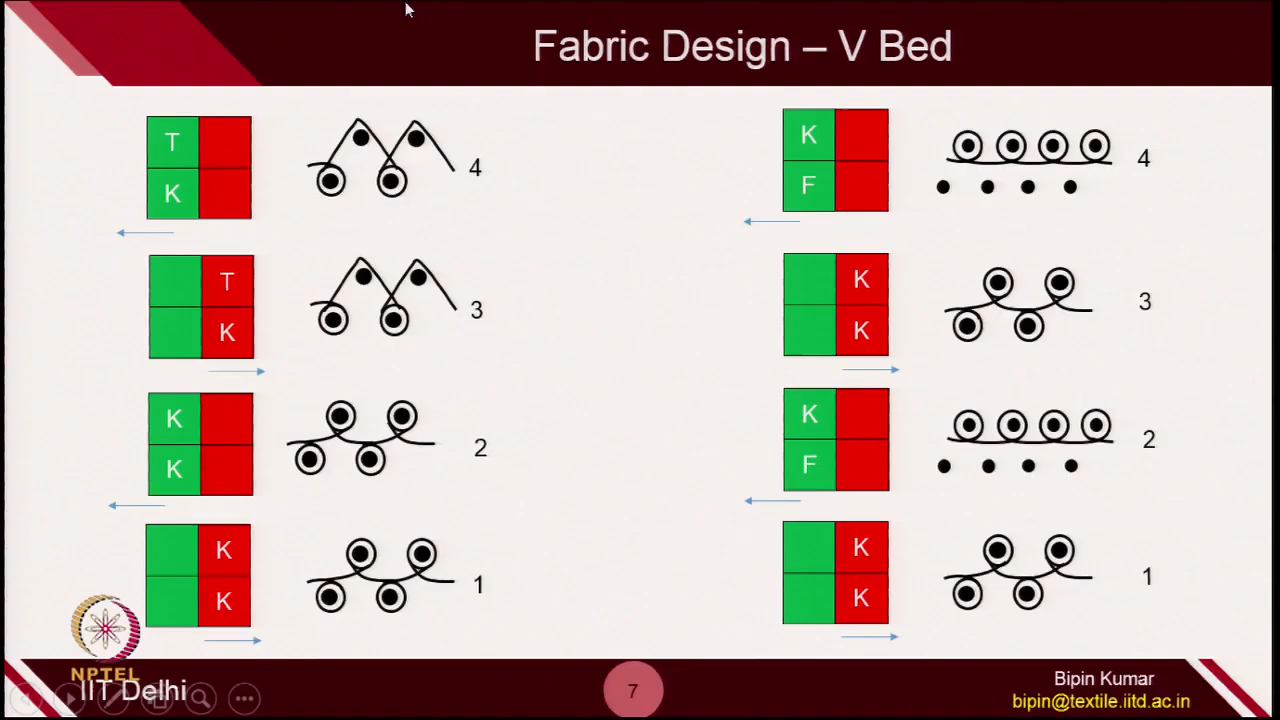 Fabric Design – V Bed
T
K
4
T
K
3
K
K
2
K
K
1
K
F
4
K
K
3
K
F
2
K
K
1
NPTEL
IIT Delhi
7
Bipin Kumar
bipin@textile.iitd.ac.in